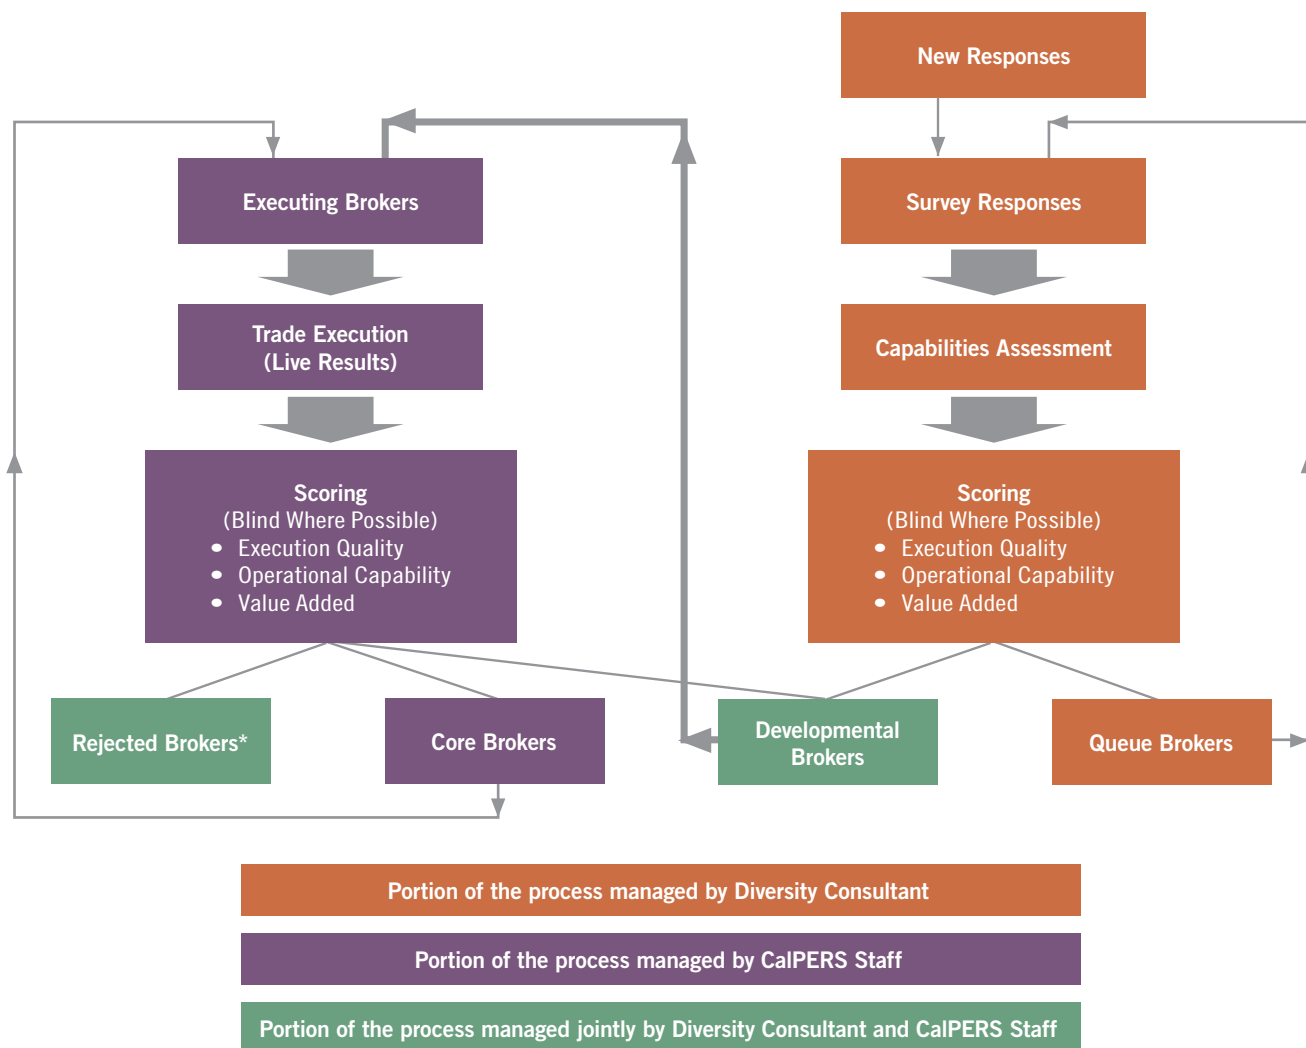 New Responses
Executing Brokers
Survey Responses
Trade Execution
(Live Results)
Capabilities Assessment
Scoring
(Blind Where Possible)
• Execution Quality
• Operational Capability
• Value Added
Scoring
(Blind Where Possible)
• Execution Quality
• Operational Capability
• Value Added
Rejected Brokers*
Core Brokers
Developmental
Brokers
Queue Brokers
Portion of the process managed by Diversity Consultant
Portion of the process managed by CalPERS Staff
Portion of the process managed jointly by Diversity Consultant and CalPERS Staff